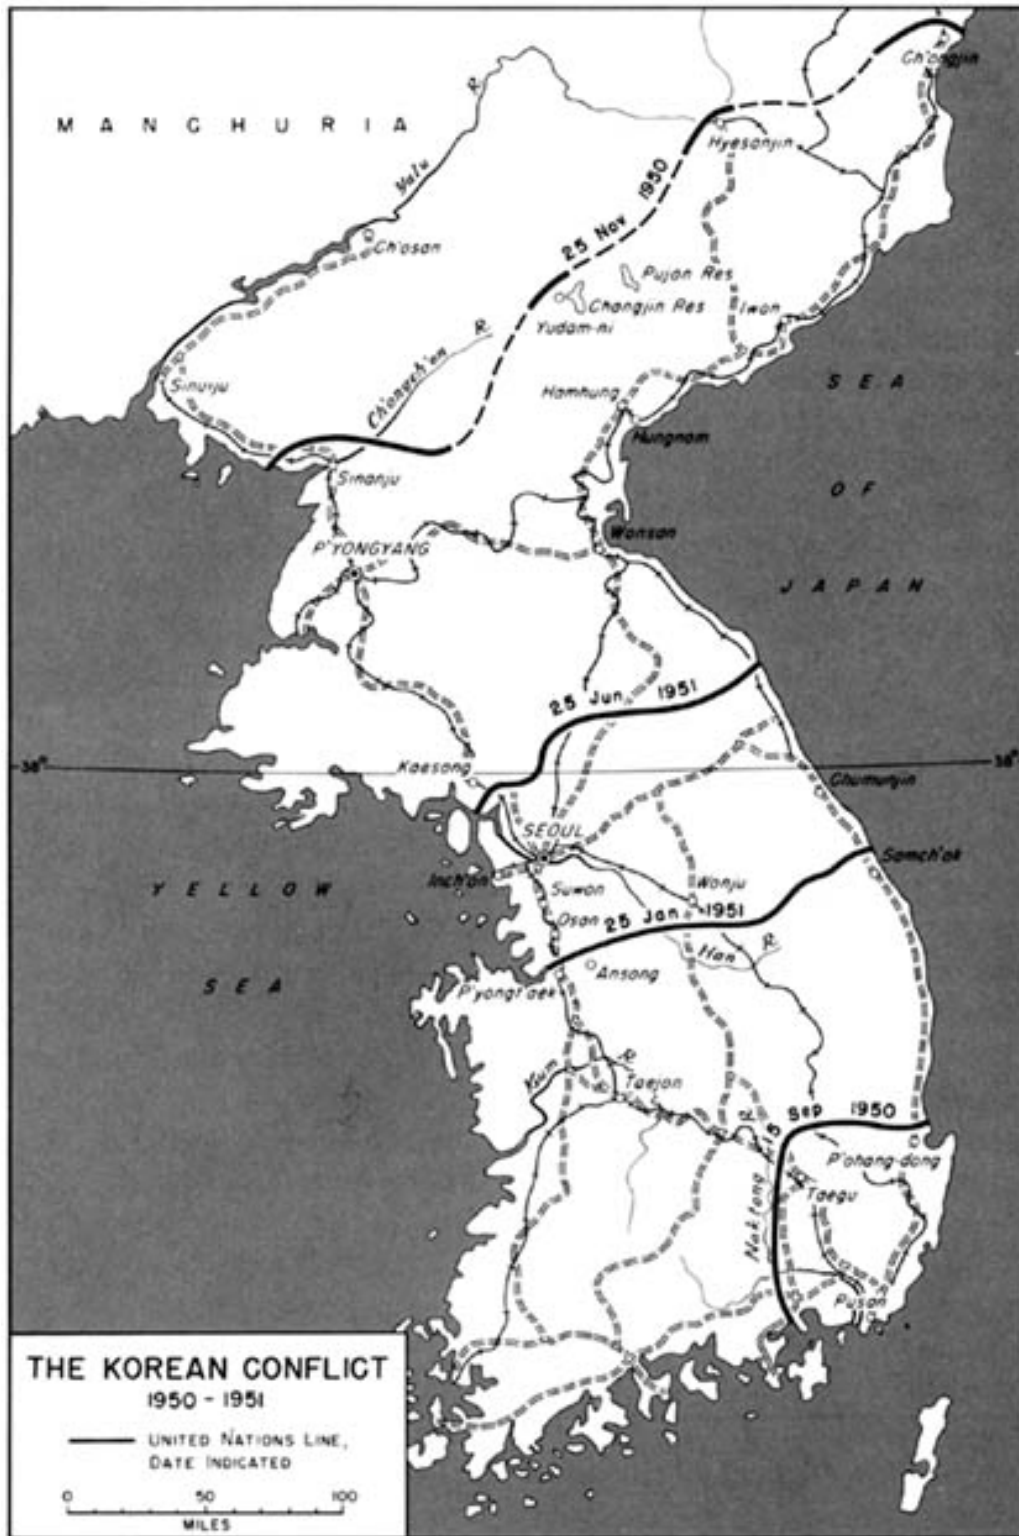 Ch'ongjin
MANCHURIA
Hyesanjin
Yalu R
25 Nov 1950
Ch'osan
Pujon Res
Changjin Res
Iwon
Yudam-ni
Ch'ongch'on R
Sinuiju
SEA
Hamhung
Hungnam
Sinanju
OF
Wonsan
P'YONGYANG
JAPAN
25 Jun 1951
38°
38°
Kaesong
Chumunjin
SEOUL
Samch'ok
Inch'on
YELLOW
Suwon
Wonju
Osan
25 Jan 1951
Han R
SEA
Ansong
P'yongt'aek
Kum R
Taejon
15 Sep 1950
P'ohang-dong
Naktong R
Taegu
Pusan
THE KOREAN CONFLICT
1950 - 1951
UNITED NATIONS LINE,
DATE INDICATED
0 50 100
MILES